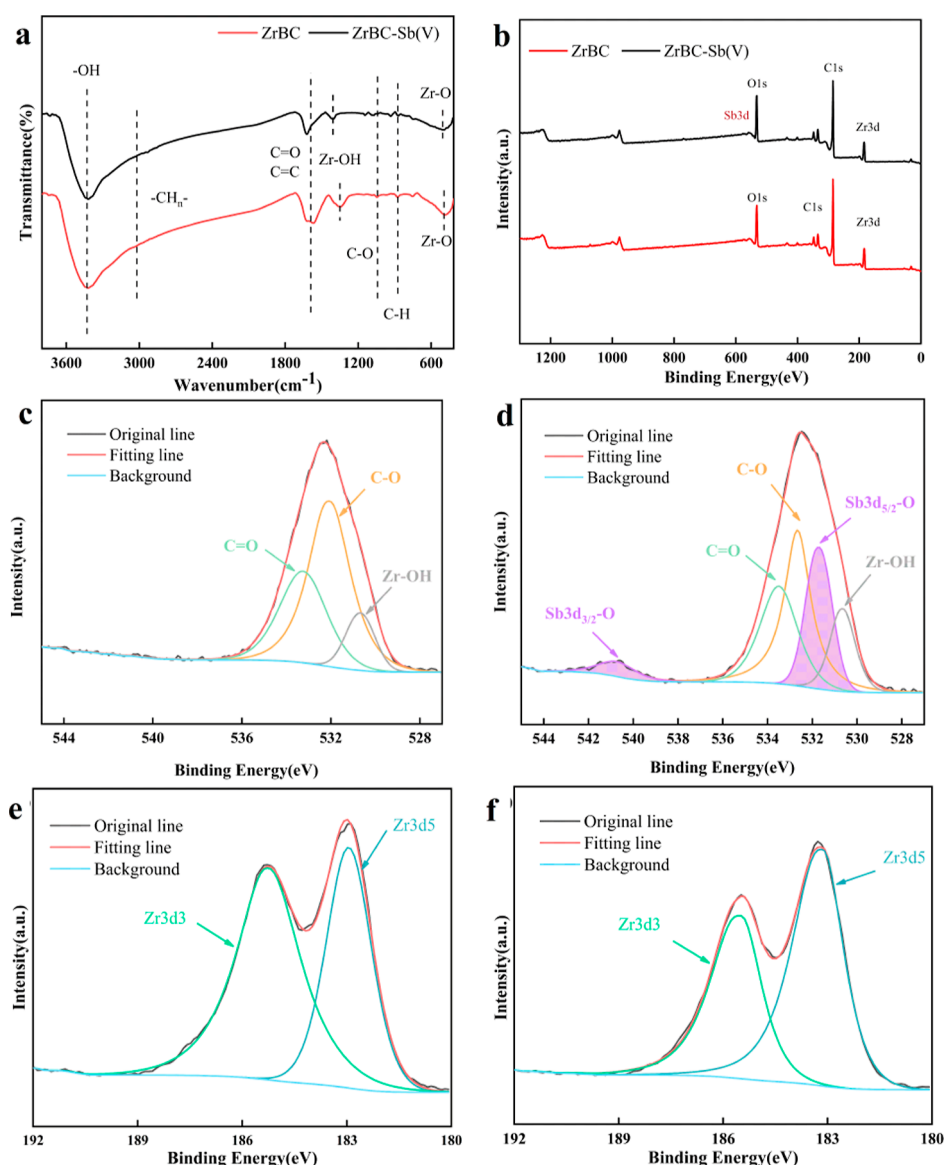 a
ZrBC
ZrBC-Sb(V)
-OH
Zr-O
C=O
C=C
Zr-OH
-CHn-
C-O
Zr-O
C-H
Transmittance(%)
3600 3000 2400 1800 1200 600
Wavenumber(cm-1)
b
ZrBC
ZrBC-Sb(V)
C1s
O1s
Sb3d
Zr3d
O1s
C1s
Zr3d
Intensity(a.u.)
1200 1000 800 600 400 200 0
Binding Energy(eV)
c
Original line
Fitting line
Background
C-O
C=O
Zr-OH
Intensity(a.u.)
544 540 536 532 528
Binding Energy(eV)
d
Original line
Fitting line
Background
C-O
Sb3d5/2-O
C=O
Zr-OH
Sb3d3/2-O
Intensity(a.u.)
544 542 540 538 536 534 532 530 528
Binding Energy(eV)
e
Original line
Fitting line
Background
Zr3d5
Zr3d3
Intensity(a.u.)
192 189 186 183 180
Binding Energy(eV)
f
Original line
Fitting line
Background
Zr3d5
Zr3d3
Intensity(a.u.)
192 189 186 183 180
Binding Energy(eV)